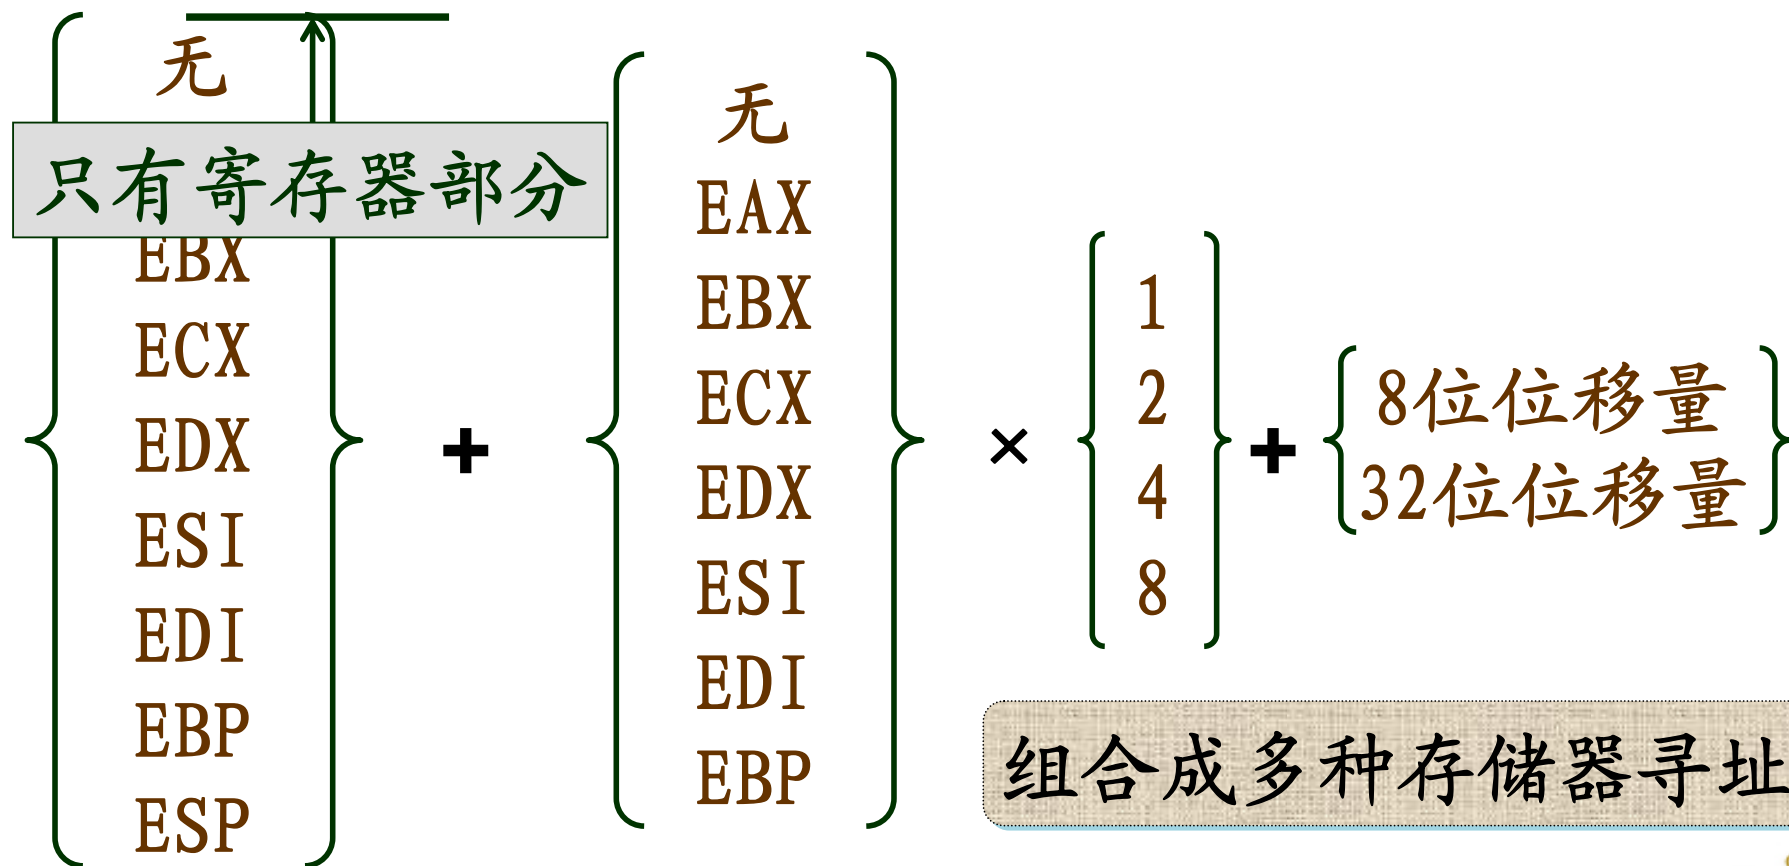 无
只有寄存器部分
EBX
ECX
EDX
ESI
EDI
EBP
ESP
+
无
EAX
EBX
ECX
EDX
ESI
EDI
EBP
×
1
2
4
8
+
8位位移量
32位位移量
组合成多种存储器寻址